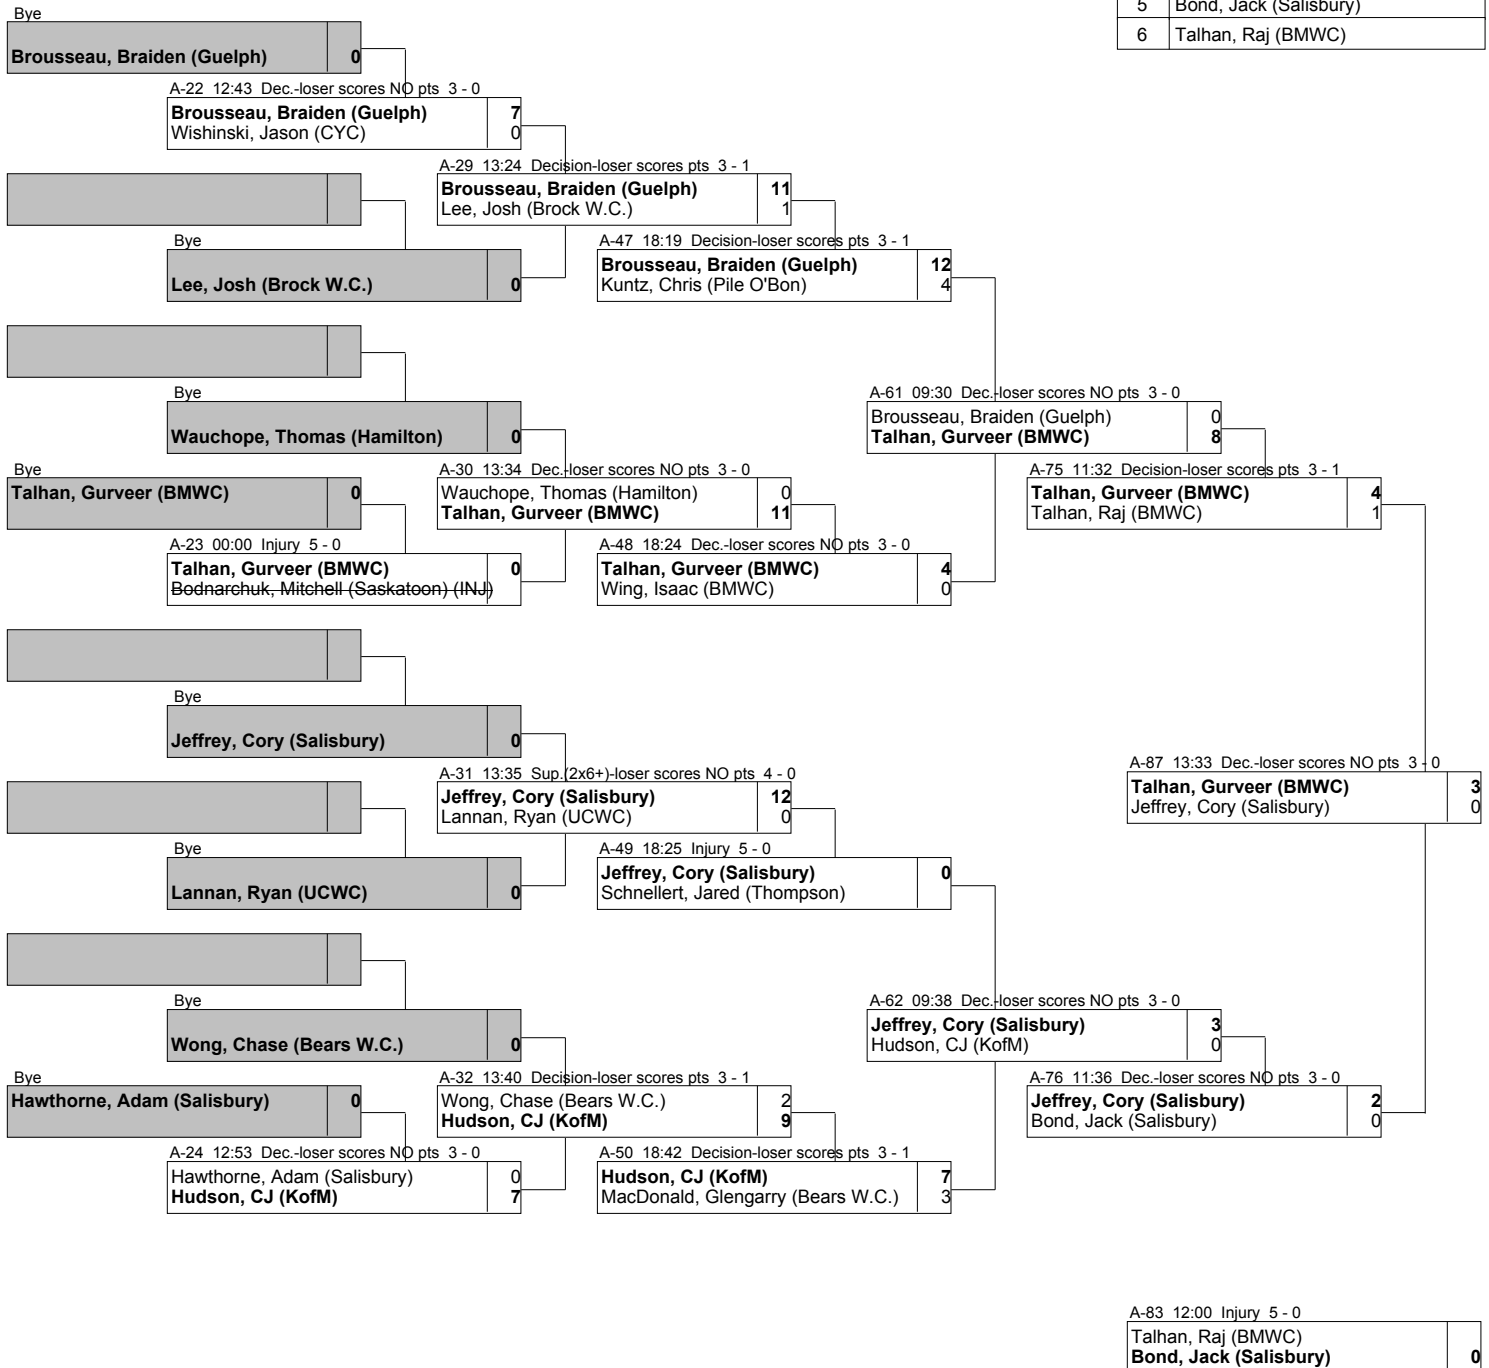 5 Bond, Jack (Salisbury)
6 Talhan, Raj (BMWC)
Bye
Brousseau, Braiden (Guelph) 0
A-22 12:43 Dec.-loser scores NO pts 3 - 0
Brousseau, Braiden (Guelph) 7
Wishinski, Jason (CYC) 0
A-29 13:24 Decision-loser scores pts 3 - 1
Brousseau, Braiden (Guelph) 11
Lee, Josh (Brock W.C.) 1
Bye
Lee, Josh (Brock W.C.) 0
A-47 18:19 Decision-loser scores pts 3 - 1
Brousseau, Braiden (Guelph) 12
Kuntz, Chris (Pile O'Bon) 4
Bye
Wauchope, Thomas (Hamilton) 0
A-61 09:30 Dec.-loser scores NO pts 3 - 0
Brousseau, Braiden (Guelph) 0
Talhan, Gurveer (BMWC) 8
Bye
Talhan, Gurveer (BMWC) 0
A-30 13:34 Dec.-loser scores NO pts 3 - 0
Wauchope, Thomas (Hamilton) 0
Talhan, Gurveer (BMWC) 11
A-75 11:32 Decision-loser scores pts 3 - 1
Talhan, Gurveer (BMWC) 4
Talhan, Raj (BMWC) 1
A-23 00:00 Injury 5 - 0
Talhan, Gurveer (BMWC) 0
Bodnarchuk, Mitchell (Saskatoon) (INJ)
A-48 18:24 Dec.-loser scores NO pts 3 - 0
Talhan, Gurveer (BMWC) 4
Wing, Isaac (BMWC) 0
Bye
Jeffrey, Cory (Salisbury) 0
A-31 13:35 Sup.(2x6+)-loser scores NO pts 4 - 0
Jeffrey, Cory (Salisbury) 12
Lannan, Ryan (UCWC) 0
A-87 13:33 Dec.-loser scores NO pts 3 - 0
Talhan, Gurveer (BMWC) 3
Jeffrey, Cory (Salisbury) 0
Bye
Lannan, Ryan (UCWC) 0
A-49 18:25 Injury 5 - 0
Jeffrey, Cory (Salisbury) 0
Schnellert, Jared (Thompson)
Bye
Wong, Chase (Bears W.C.) 0
A-62 09:38 Dec.-loser scores NO pts 3 - 0
Jeffrey, Cory (Salisbury) 3
Hudson, CJ (KofM) 0
Bye
Hawthorne, Adam (Salisbury) 0
A-32 13:40 Decision-loser scores pts 3 - 1
Wong, Chase (Bears W.C.) 2
Hudson, CJ (KofM) 9
A-76 11:36 Dec.-loser scores NO pts 3 - 0
Jeffrey, Cory (Salisbury) 2
Bond, Jack (Salisbury) 0
A-24 12:53 Dec.-loser scores NO pts 3 - 0
Hawthorne, Adam (Salisbury) 0
Hudson, CJ (KofM) 7
A-50 18:42 Decision-loser scores pts 3 - 1
Hudson, CJ (KofM) 7
MacDonald, Glengarry (Bears W.C.) 3
A-83 12:00 Injury 5 - 0
Talhan, Raj (BMWC)
Bond, Jack (Salisbury) 0